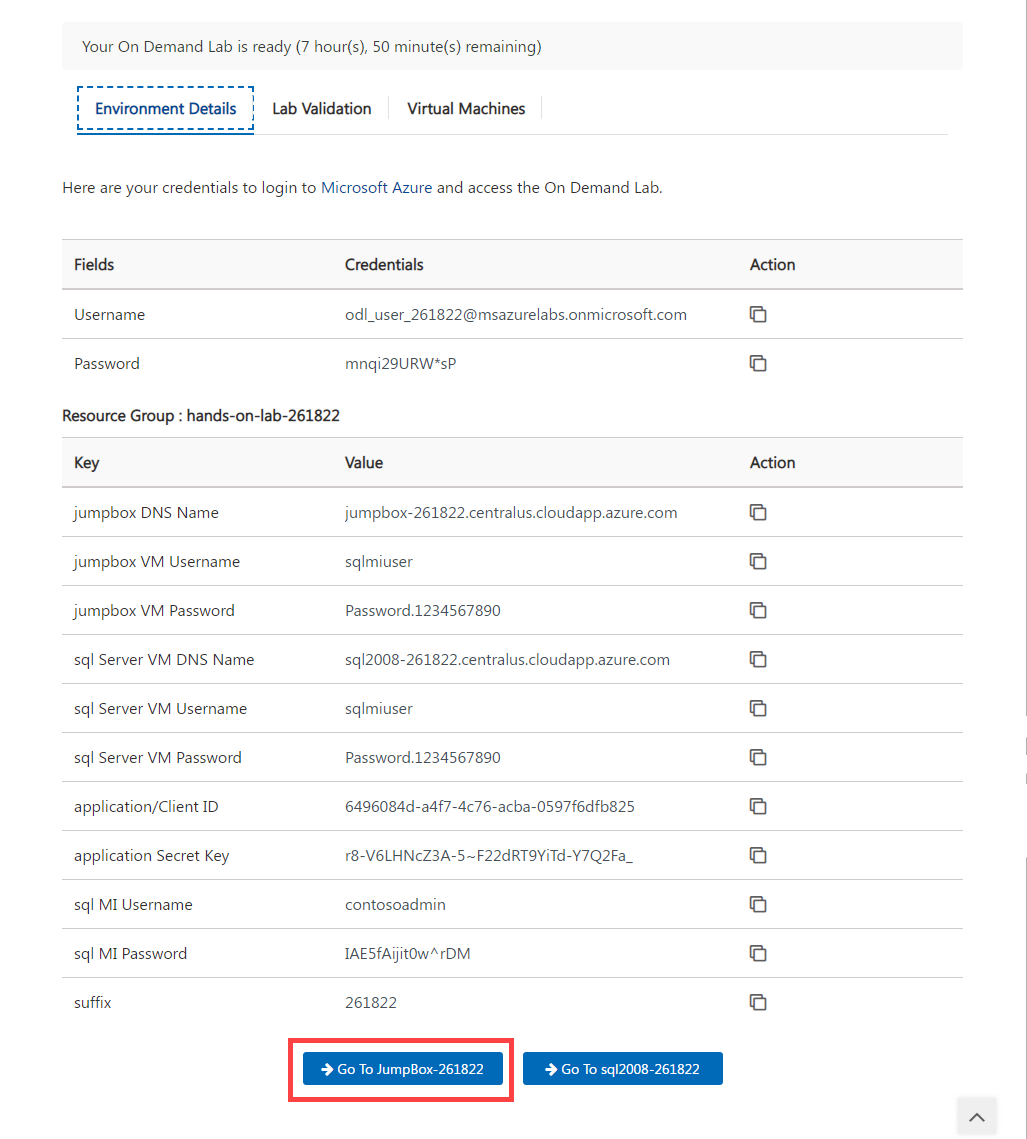 Your On Demand Lab is ready (7 hour(s), 50 minute(s) remaining)
Environment Details Lab Validation Virtual Machines
Here are your credentials to login to Microsoft Azure and access the On Demand Lab.
Fields Credentials Action
Username odl_user_261822@msazurelabs.onmicrosoft.com
Password mnqi29URW*sP
Resource Group : hands-on-lab-261822
Key Value Action
jumpbox DNS Name jumpbox-261822.centralus.cloudapp.azure.com
jumpbox VM Username sqlmiuser
jumpbox VM Password Password.1234567890
sql Server VM DNS Name sql2008-261822.centralus.cloudapp.azure.com
sql Server VM Username sqlmiuser
sql Server VM Password Password.1234567890
application/Client ID 6496084d-a4f7-4c76-acba-0597f6dfb825
application Secret Key r8-V6LHNcZ3A-5~F22dRT9YiTd-Y7Q2Fa_
sql MI Username contosoadmin
sql MI Password IAE5fAijit0w^rDM
suffix 261822
Go To JumpBox-261822 Go To sql2008-261822